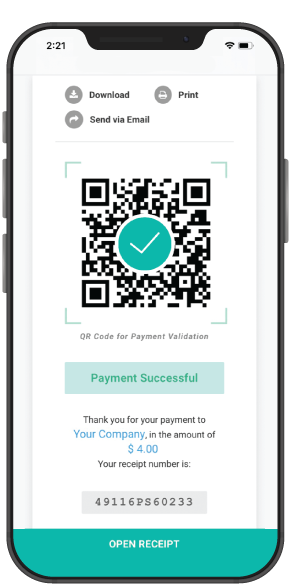 2:21
Download Print
Send via Email
QR Code for Payment Validation
Payment Successful
Thank you for your payment to
Your Company, in the amount of
$ 4.00
Your receipt number is:
49116PS60233
OPEN RECEIPT